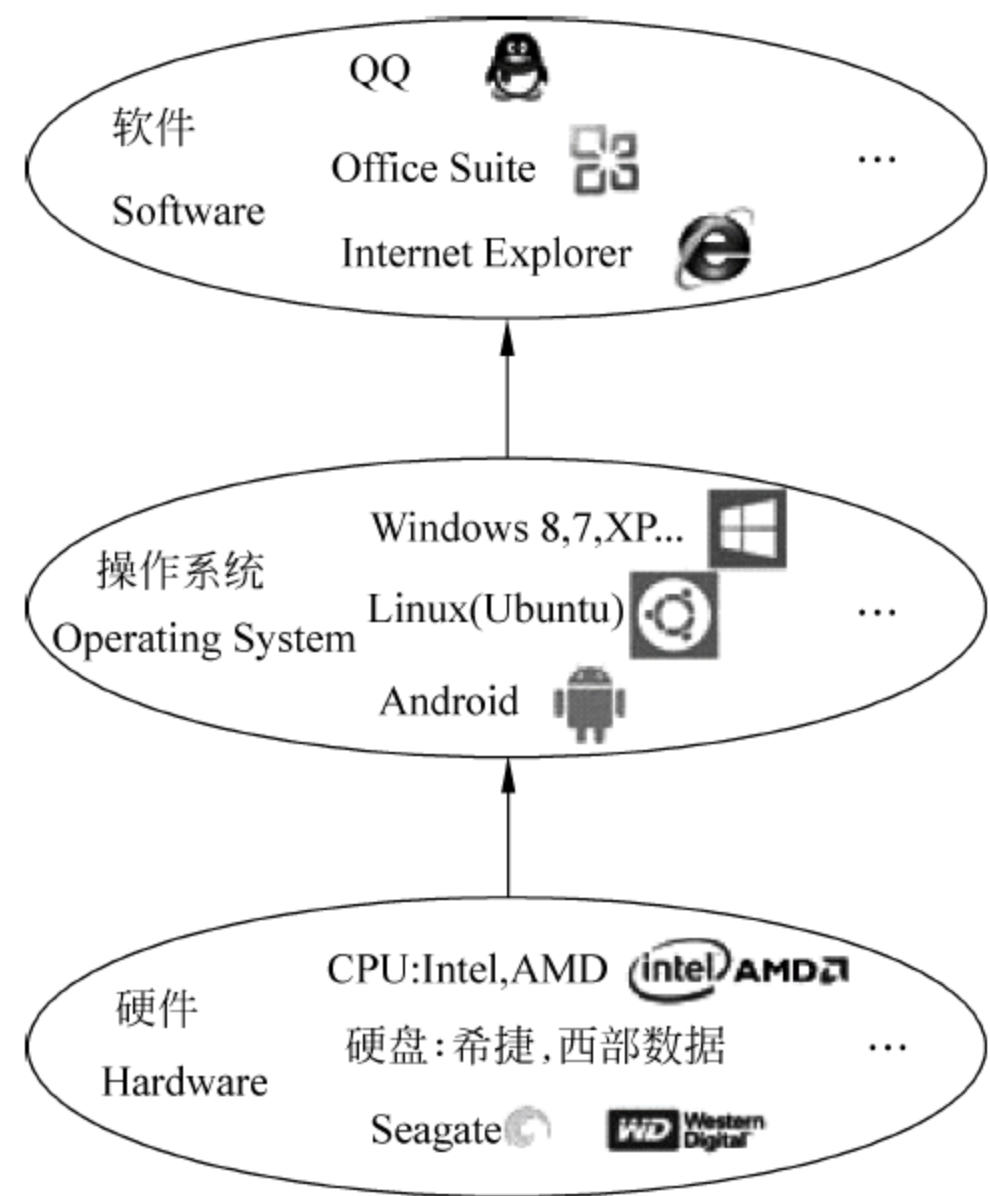 QQ
软件
Office Suite
…
Software
Internet Explorer
Windows 8,7,XP...
操作系统
Linux(Ubuntu)
…
Operating System
Android
CPU:Intel,AMD
intel AMD
硬件
硬盘:希捷,西部数据
…
Hardware
Seagate
WD Western Digital